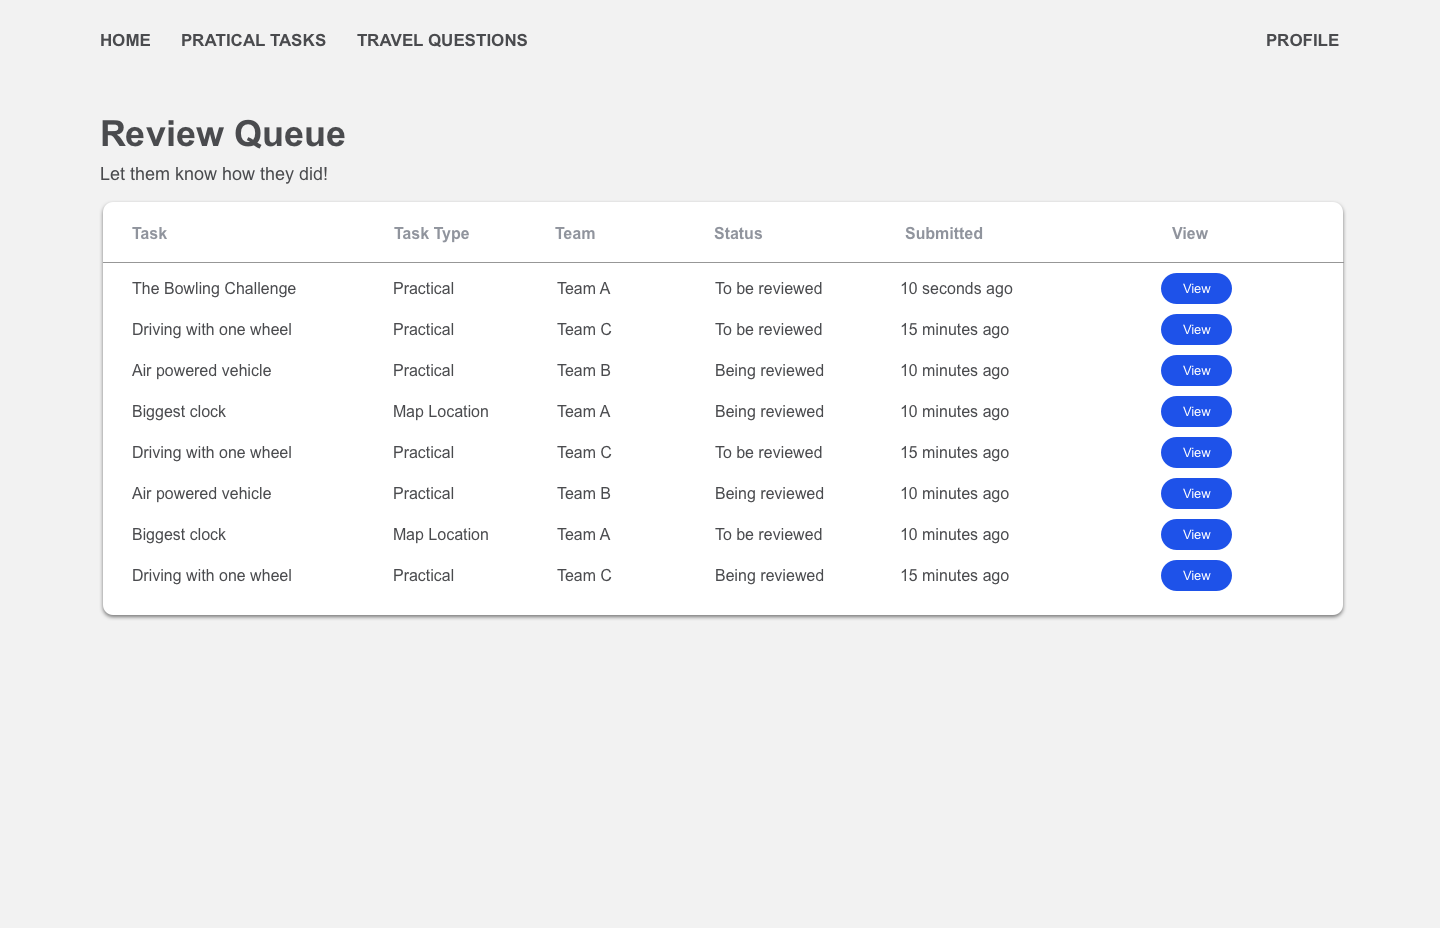 HOME PRATICAL TASKS TRAVEL QUESTIONS PROFILE
Review Queue
Let them know how they did!
Task Task Type Team Status Submitted View
The Bowling Challenge Practical Team A To be reviewed 10 seconds ago View
Driving with one wheel Practical Team C To be reviewed 15 minutes ago View
Air powered vehicle Practical Team B Being reviewed 10 minutes ago View
Biggest clock Map Location Team A Being reviewed 10 minutes ago View
Driving with one wheel Practical Team C To be reviewed 15 minutes ago View
Air powered vehicle Practical Team B Being reviewed 10 minutes ago View
Biggest clock Map Location Team A To be reviewed 10 minutes ago View
Driving with one wheel Practical Team C Being reviewed 15 minutes ago View